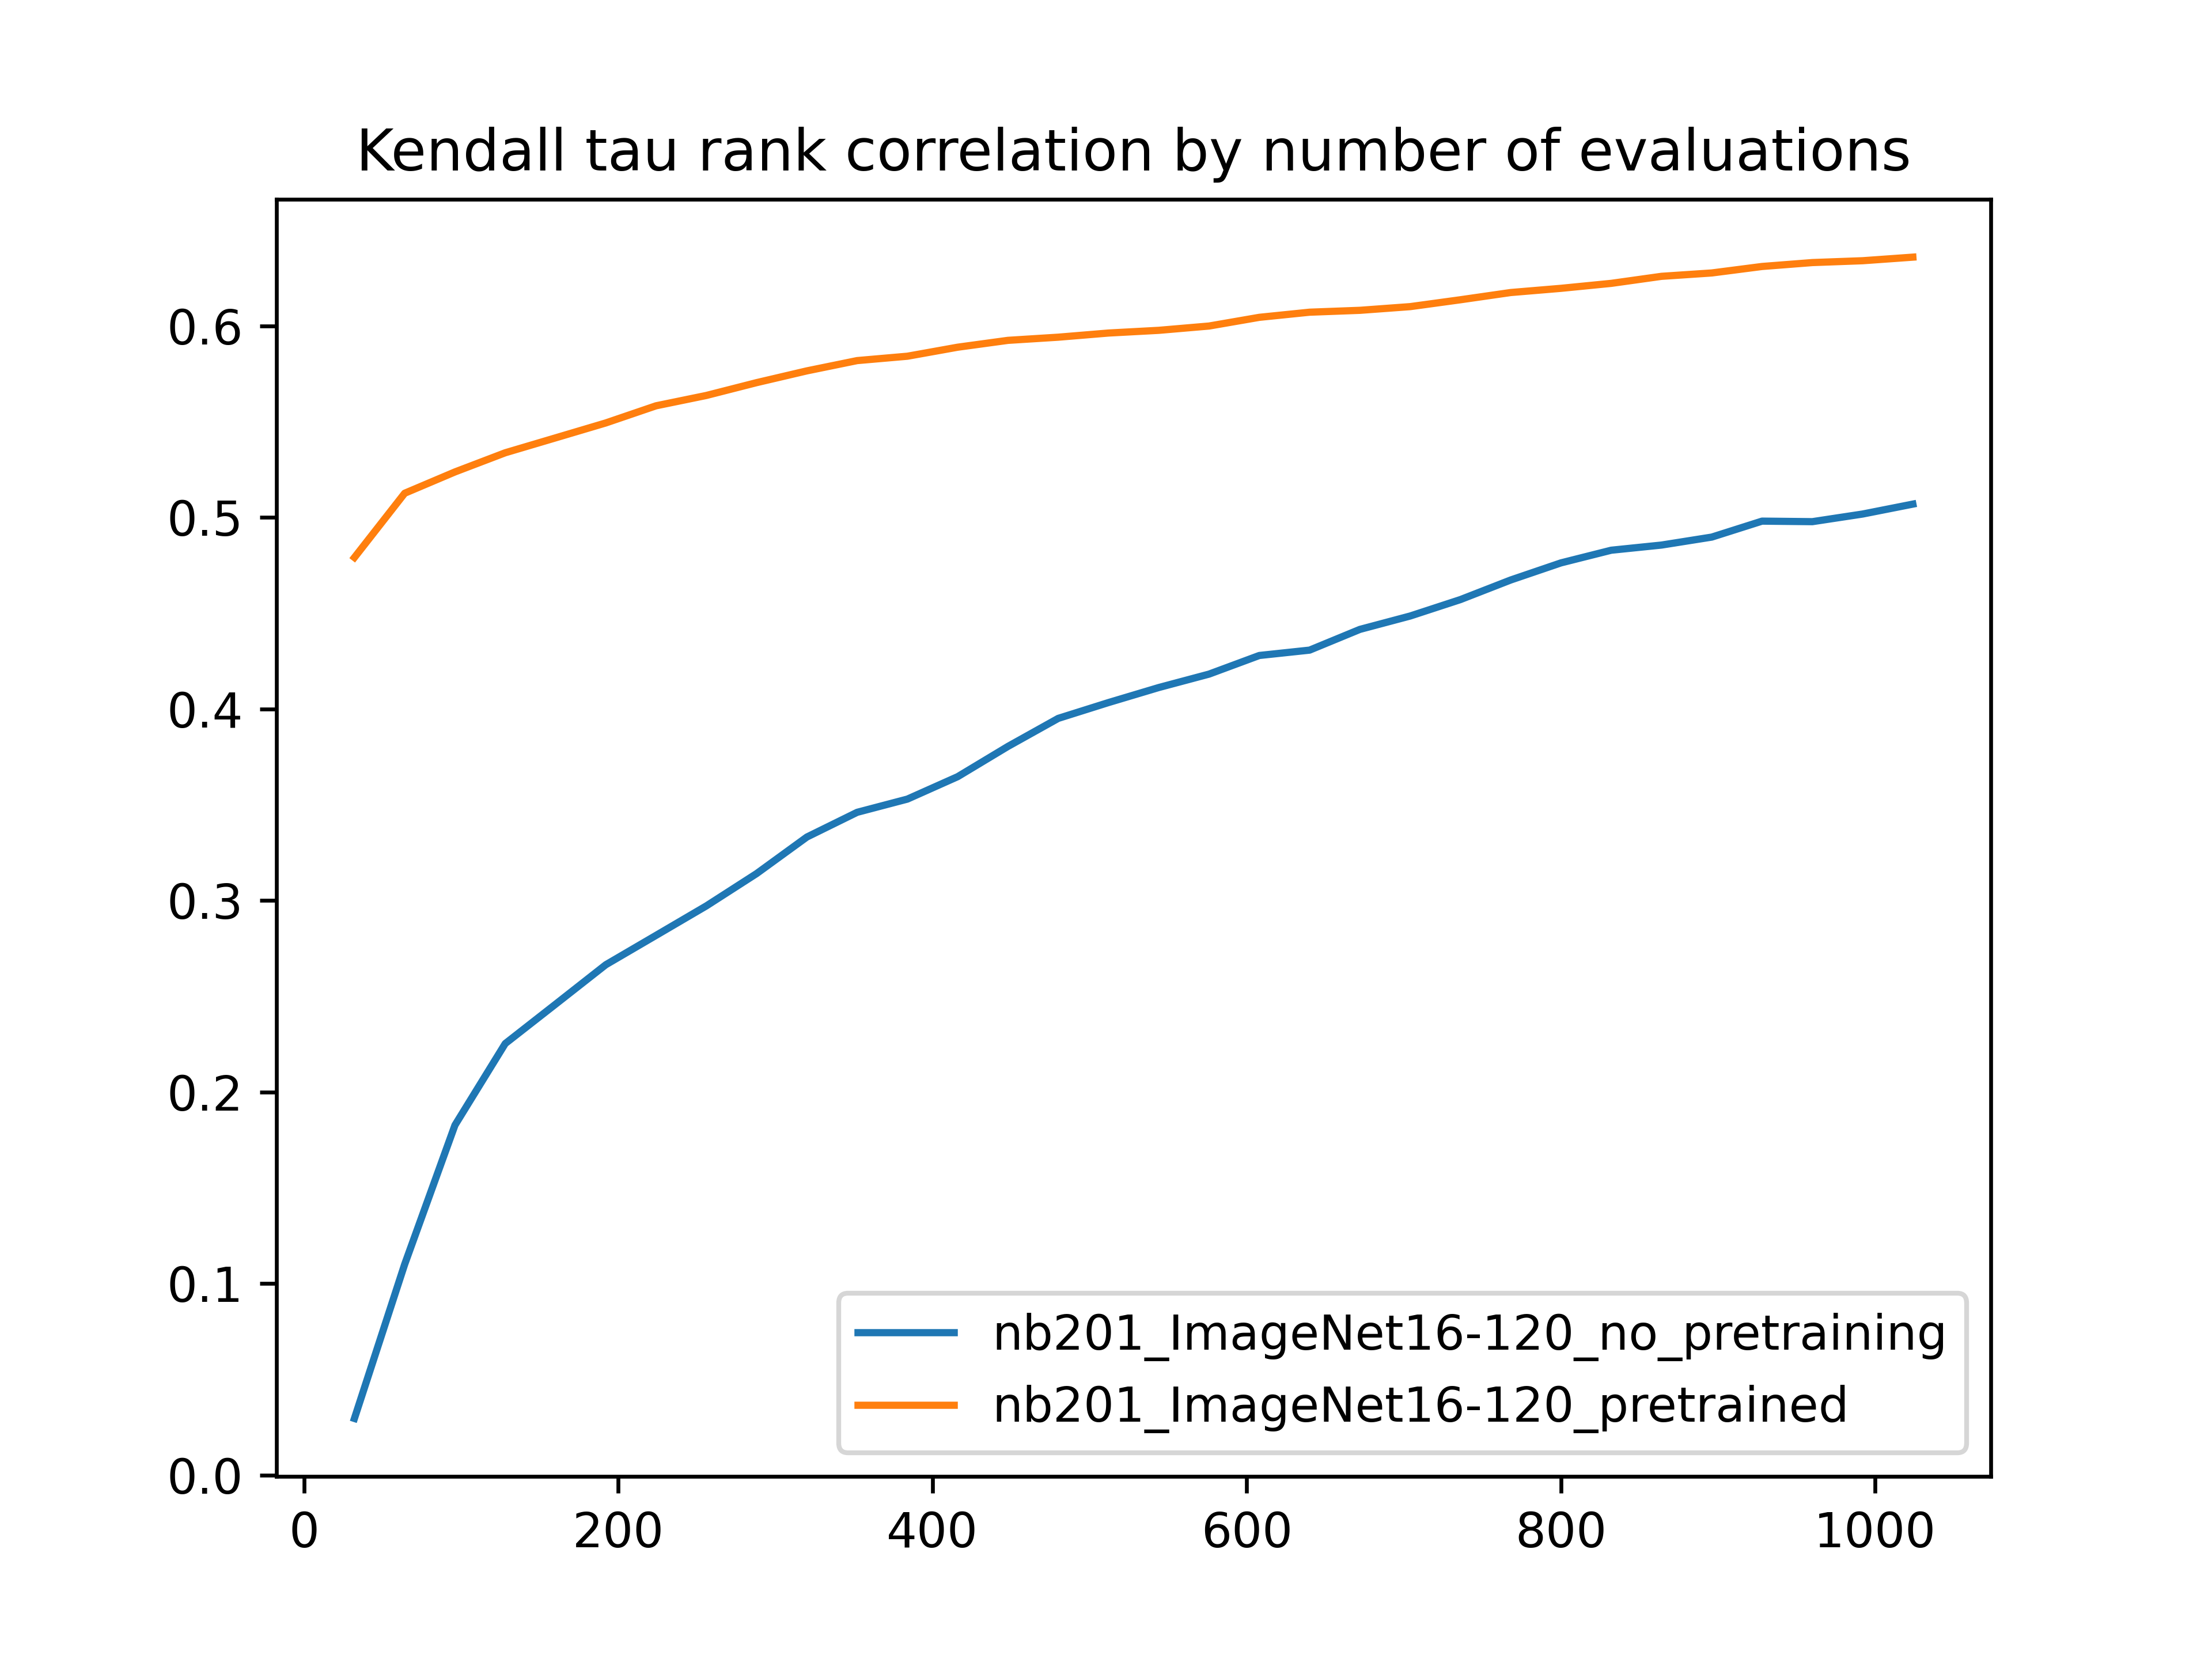 Kendall tau rank correlation by number of evaluations
0.6
0.5
0.4
0.3
0.2
0.1
0.0
nb201_ImageNet16-120_no_pretraining
nb201_ImageNet16-120_pretrained
0 200 400 600 800 1000